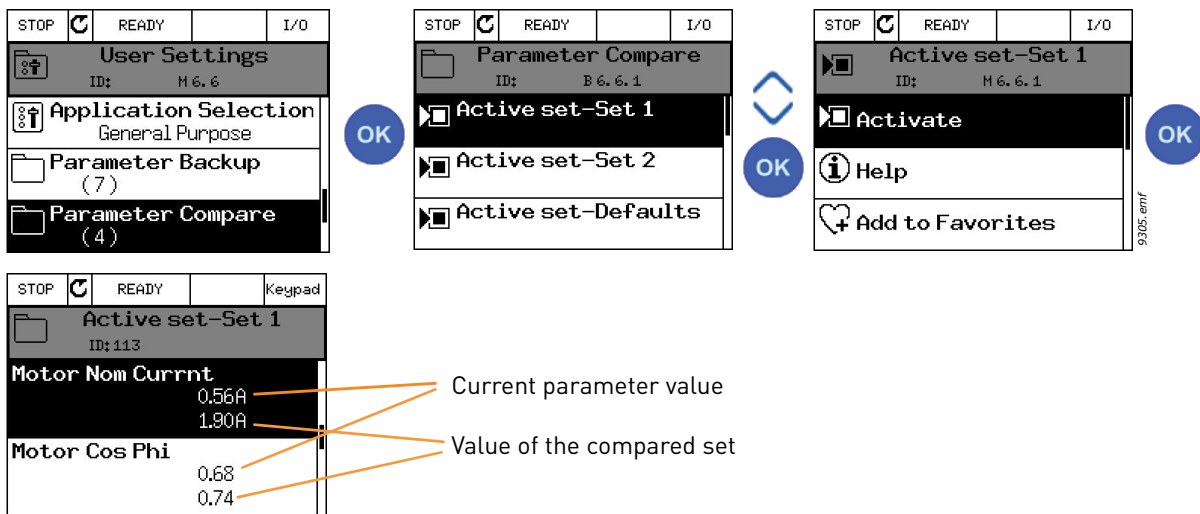 STOP READY I/O
User Settings
ID: M6.6
Application Selection
General Purpose
Parameter Backup
(7)
Parameter Compare
(4)
OK
STOP READY I/O
Parameter Compare
ID: B6.6.1
Active set-Set 1
Active set-Set 2
Active set-Defaults
OK
STOP READY I/O
Active set-Set 1
ID: M6.6.1
Activate
Help
Add to Favorites
OK
9305.emf
STOP READY Keypad
Active set-Set 1
ID:113
Motor Nom Currnt
0.56A
1.90A
Motor Cos Phi
0.68
0.74
Current parameter value
Value of the compared set